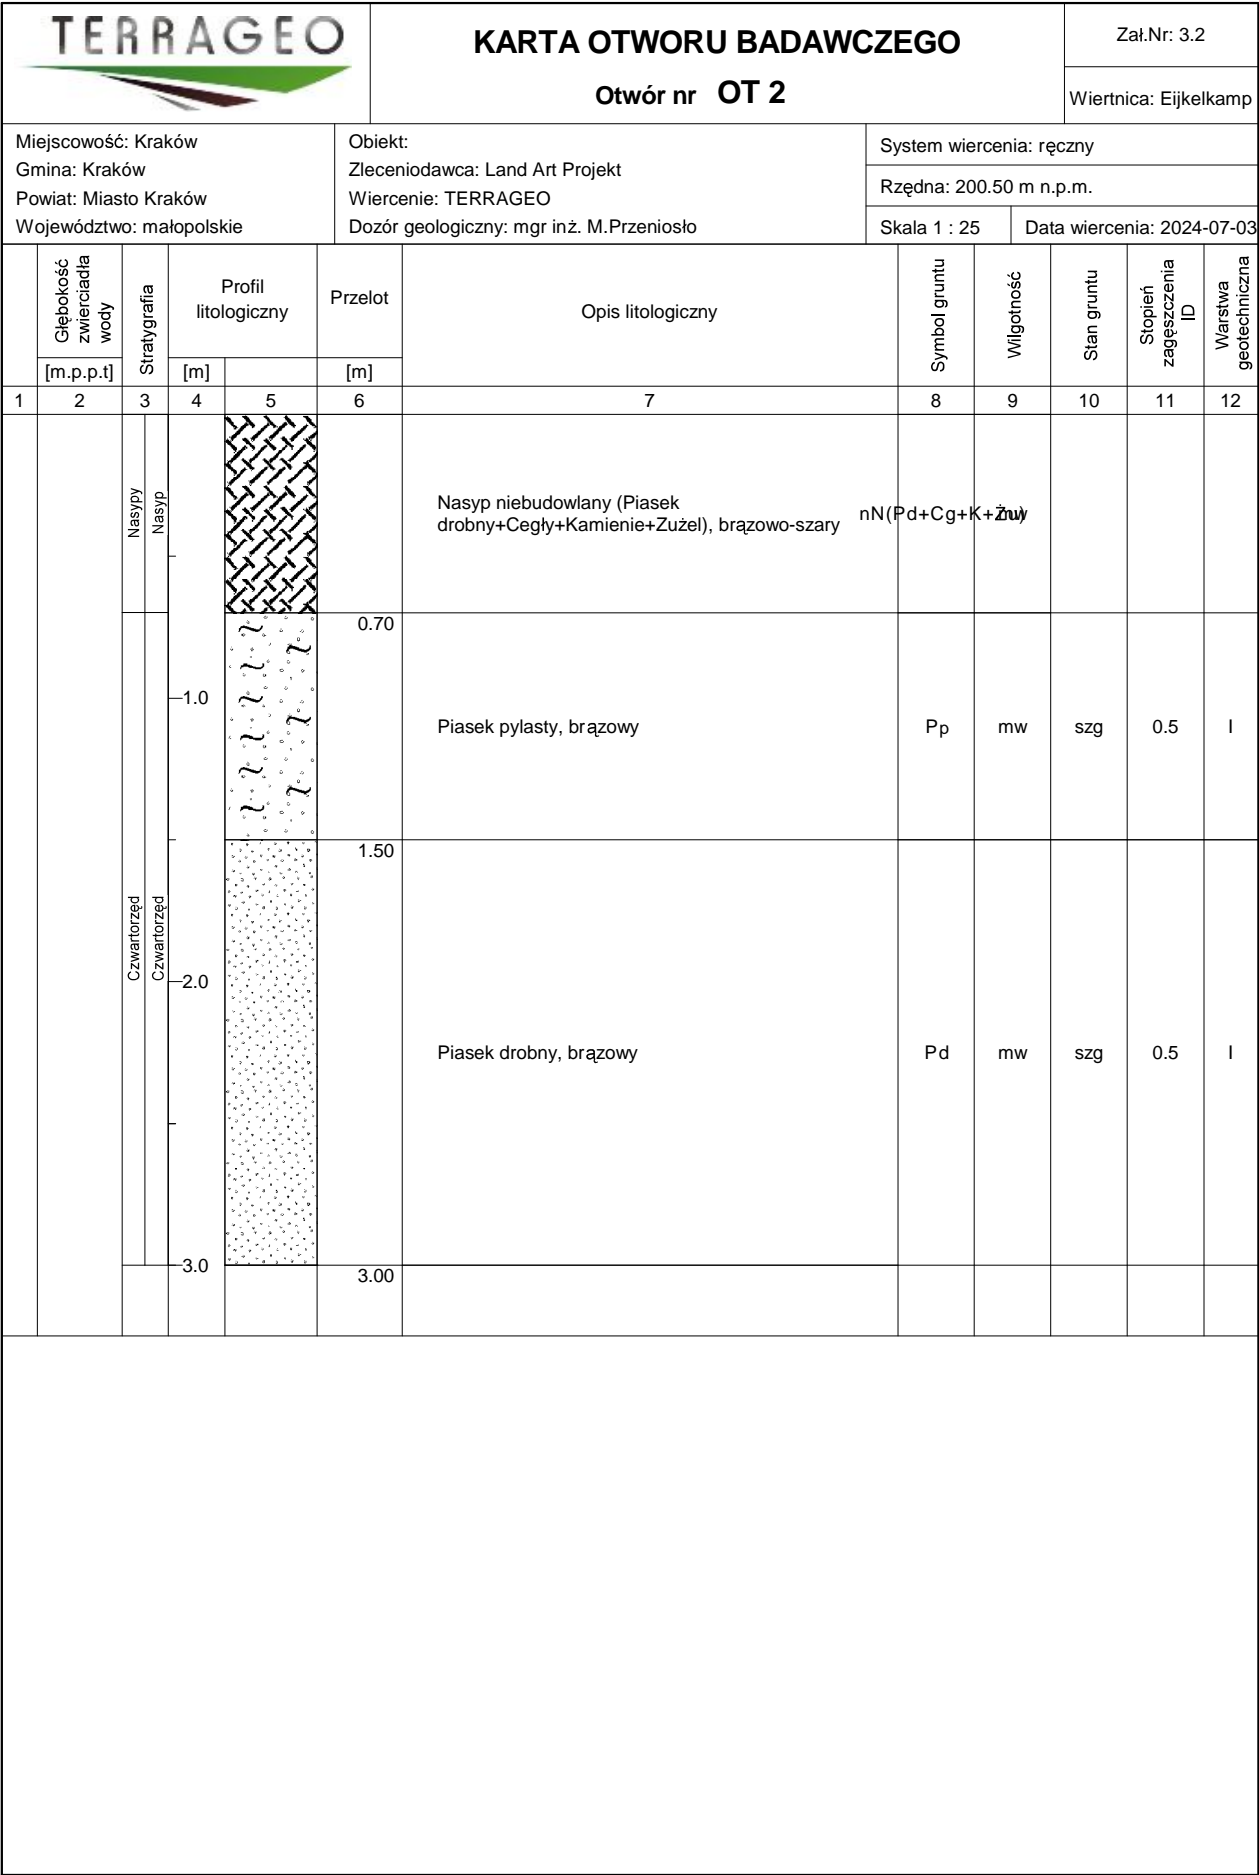 TERRAGEO
KARTA OTWORU BADAWCZEGO
Otwór nr OT 2
Zał.Nr: 3.2
Wiertnica: Eijkelkamp
Miejscowość: Kraków
Gmina: Kraków
Powiat: Miasto Kraków
Województwo: małopolskie
Obiekt:
Zleceniodawca: Land Art Projekt
Wiercenie: TERRAGEO
Dozór geologiczny: mgr inż. M.Przeniosło
System wiercenia: ręczny
Rzędna: 200.50 m n.p.m.
Skala 1 : 25
Data wiercenia: 2024-07-03
Głębokość
zwierciadła
wody
[m.p.p.t]
Stratygrafia
Profil
litologiczny
[m]
Przelot
[m]
Opis litologiczny
Symbol gruntu
Wilgotność
Stan gruntu
Stopień
zagęszczenia
ID
Warstwa
geotechniczna
1 2 3 4 5 6 7 8 9 10 11 12
Nasypy
Nasyp
Nasyp niebudowlany (Piasek
drobny+Cegły+Kamienie+Zużel), brązowo-szary
nN(Pd+Cg+K+Żu) mw
0.70
1.0
Piasek pylasty, brązowy Pp mw szg 0.5 I
1.50
Czwartorzęd
Czwartorzęd
2.0
Piasek drobny, brązowy Pd mw szg 0.5 I
3.0
3.00